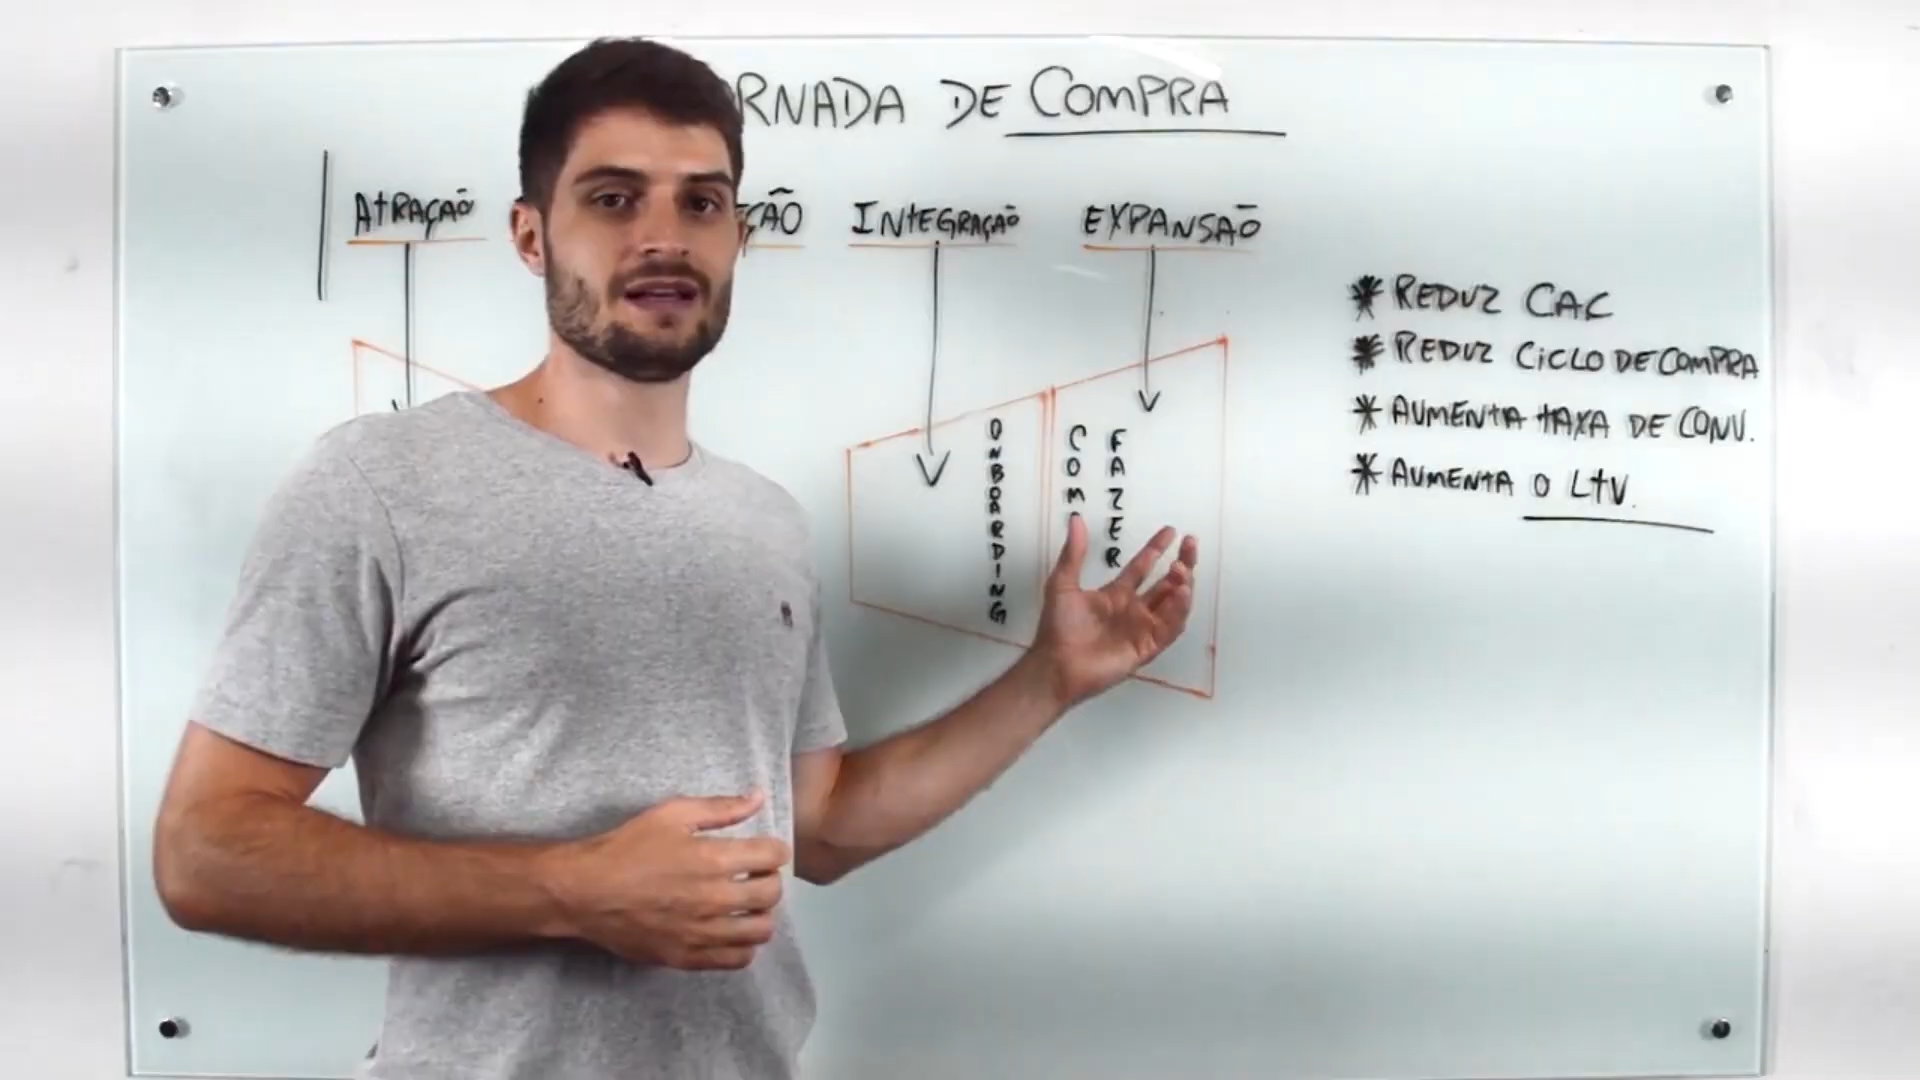 RNADA DE COMPRA
ATRAÇÃO ÇÃO INTEGRAÇÃO EXPANSÃO
ONBOARDING
COM
FAZER
* REDUZ CAC
* REDUZ CICLO DE COMPRA
* AUMENTA TAXA DE CONV.
* AUMENTA O LTV.